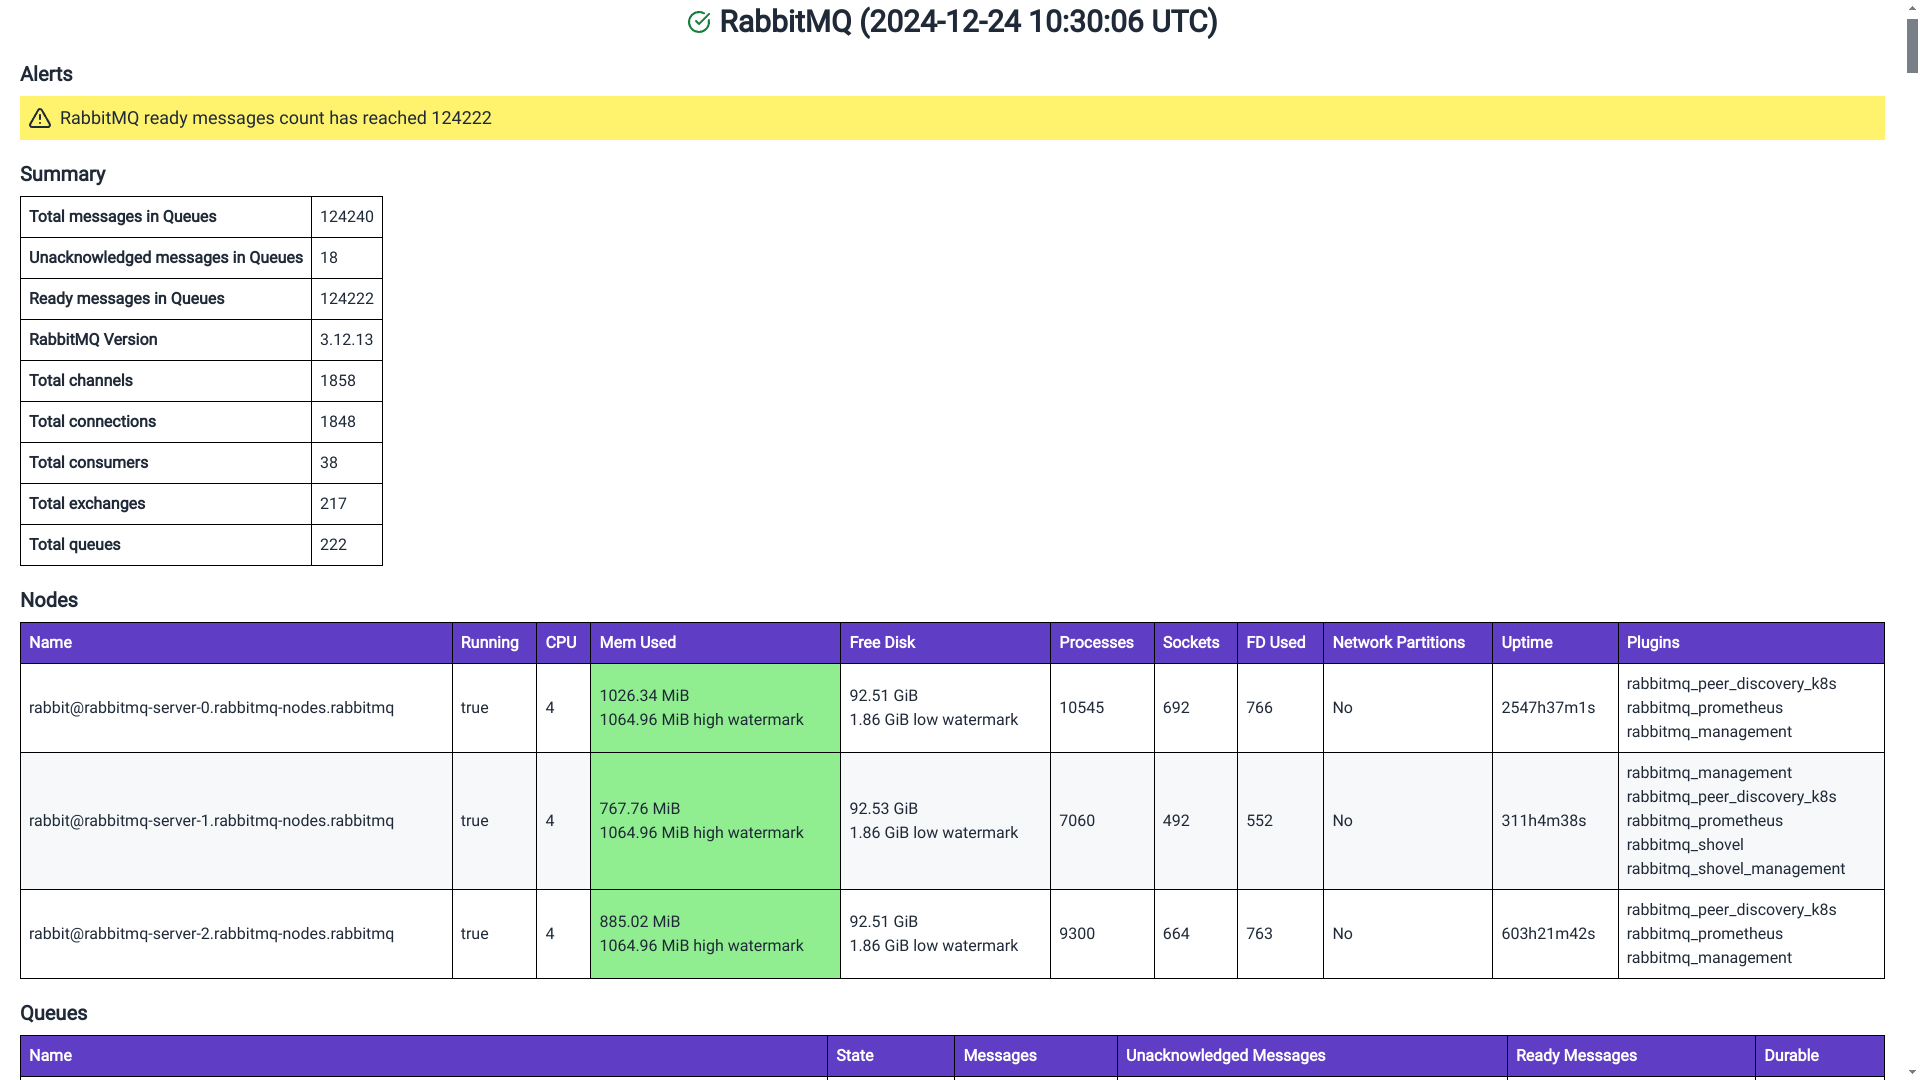 RabbitMQ (2024-12-24 10:30:06 UTC)
Alerts
RabbitMQ ready messages count has reached 124222
Summary
Total messages in Queues 124240
Unacknowledged messages in Queues 18
Ready messages in Queues 124222
RabbitMQ Version 3.12.13
Total channels 1858
Total connections 1848
Total consumers 38
Total exchanges 217
Total queues 222
Nodes
Name Running CPU Mem Used Free Disk Processes Sockets FD Used Network Partitions Uptime Plugins
rabbit@rabbitmq-server-0.rabbitmq-nodes.rabbitmq true 4 1026.34 MiB 92.51 GiB 10545 692 766 No 2547h37m1s rabbitmq_peer_discovery_k8s
1064.96 MiB high watermark 1.86 GiB low watermark rabbitmq_prometheus
rabbitmq_management
rabbit@rabbitmq-server-1.rabbitmq-nodes.rabbitmq true 4 767.76 MiB 92.53 GiB 7060 492 552 No 311h4m38s rabbitmq_management
1064.96 MiB high watermark 1.86 GiB low watermark rabbitmq_peer_discovery_k8s
rabbitmq_prometheus
rabbitmq_shovel
rabbitmq_shovel_management
rabbit@rabbitmq-server-2.rabbitmq-nodes.rabbitmq true 4 885.02 MiB 92.51 GiB 9300 664 763 No 603h21m42s rabbitmq_peer_discovery_k8s
1064.96 MiB high watermark 1.86 GiB low watermark rabbitmq_prometheus
rabbitmq_management
Queues
Name State Messages Unacknowledged Messages Ready Messages Durable